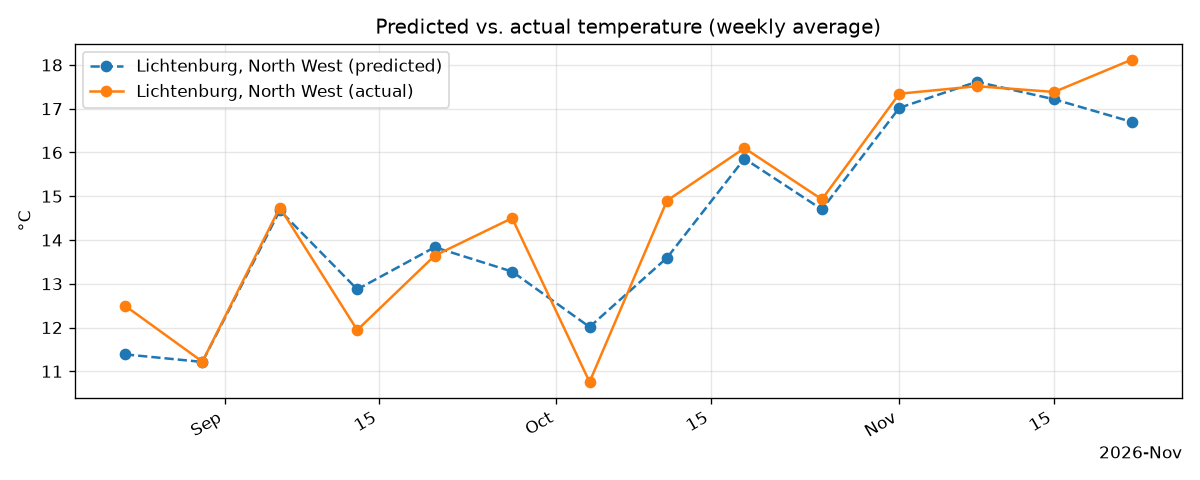 Predicted vs. actual temperature (weekly average)
Lichtenburg, North West (predicted)
Lichtenburg, North West (actual)
°C
18
17
16
15
14
13
12
11
Sep
15
Oct
15
Nov
15
2026-Nov